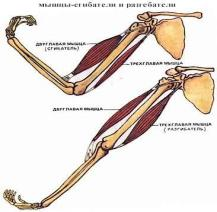 мышцы-сгибатели и разгибатели
ДВУГЛАВАЯ МЫШЦА
(СГИБАТЕЛЬ)
ТРЕХГЛАВАЯ МЫШЦА
ДВУГЛАВАЯ МЫШЦА
ТРЕХГЛАВАЯ МЫШЦА
(РАЗГИБАТЕЛЬ)